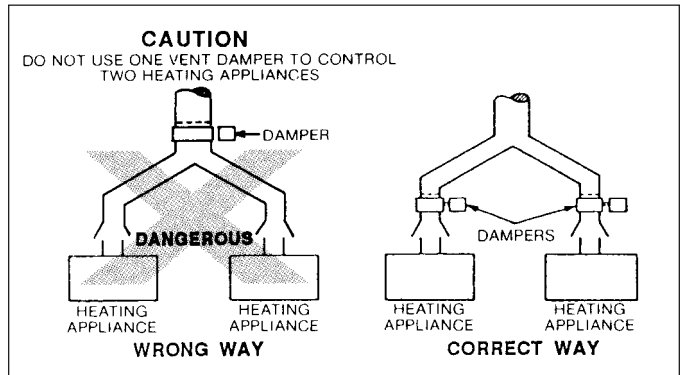 CAUTION
DO NOT USE ONE VENT DAMPER TO CONTROL
TWO HEATING APPLIANCES
DAMPER
DANGEROUS
HEATING
APPLIANCE
HEATING
APPLIANCE
WRONG WAY
DAMPERS
HEATING
APPLIANCE
HEATING
APPLIANCE
CORRECT WAY